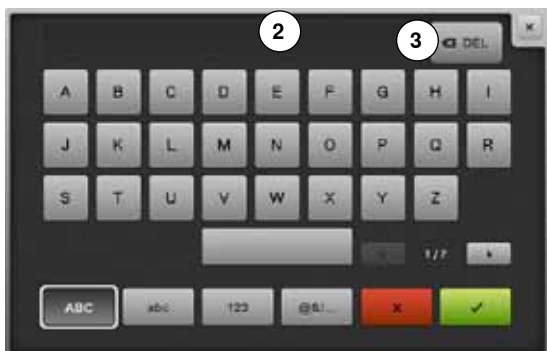 2
3 DEL
A B C D E F G H I
J K L M N O P Q R
S T U V W X Y Z
1/7
ABC abc 123 @&!...